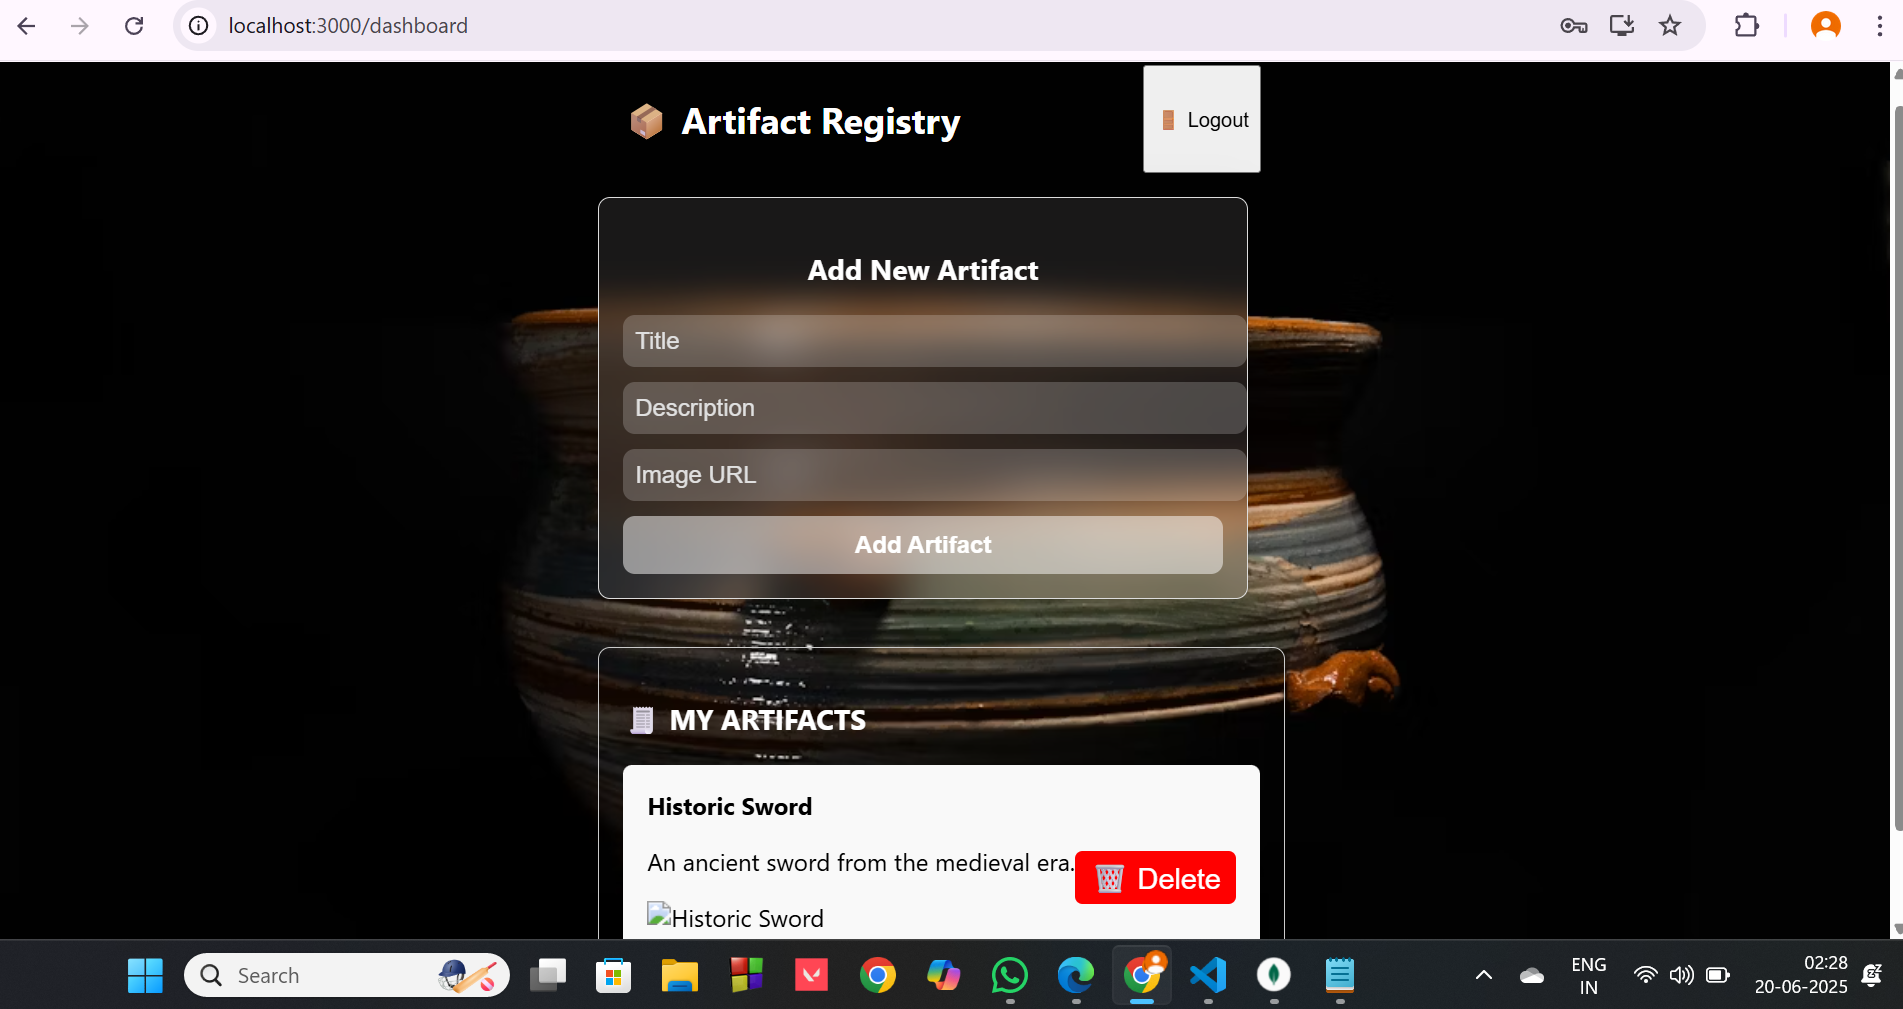 localhost:3000/dashboard
Artifact Registry
Logout
Add New Artifact
Title
Description
Image URL
Add Artifact
MY ARTIFACTS
Historic Sword
An ancient sword from the medieval era.
Delete
Historic Sword
Search
ENG
IN
02:28
20-06-2025